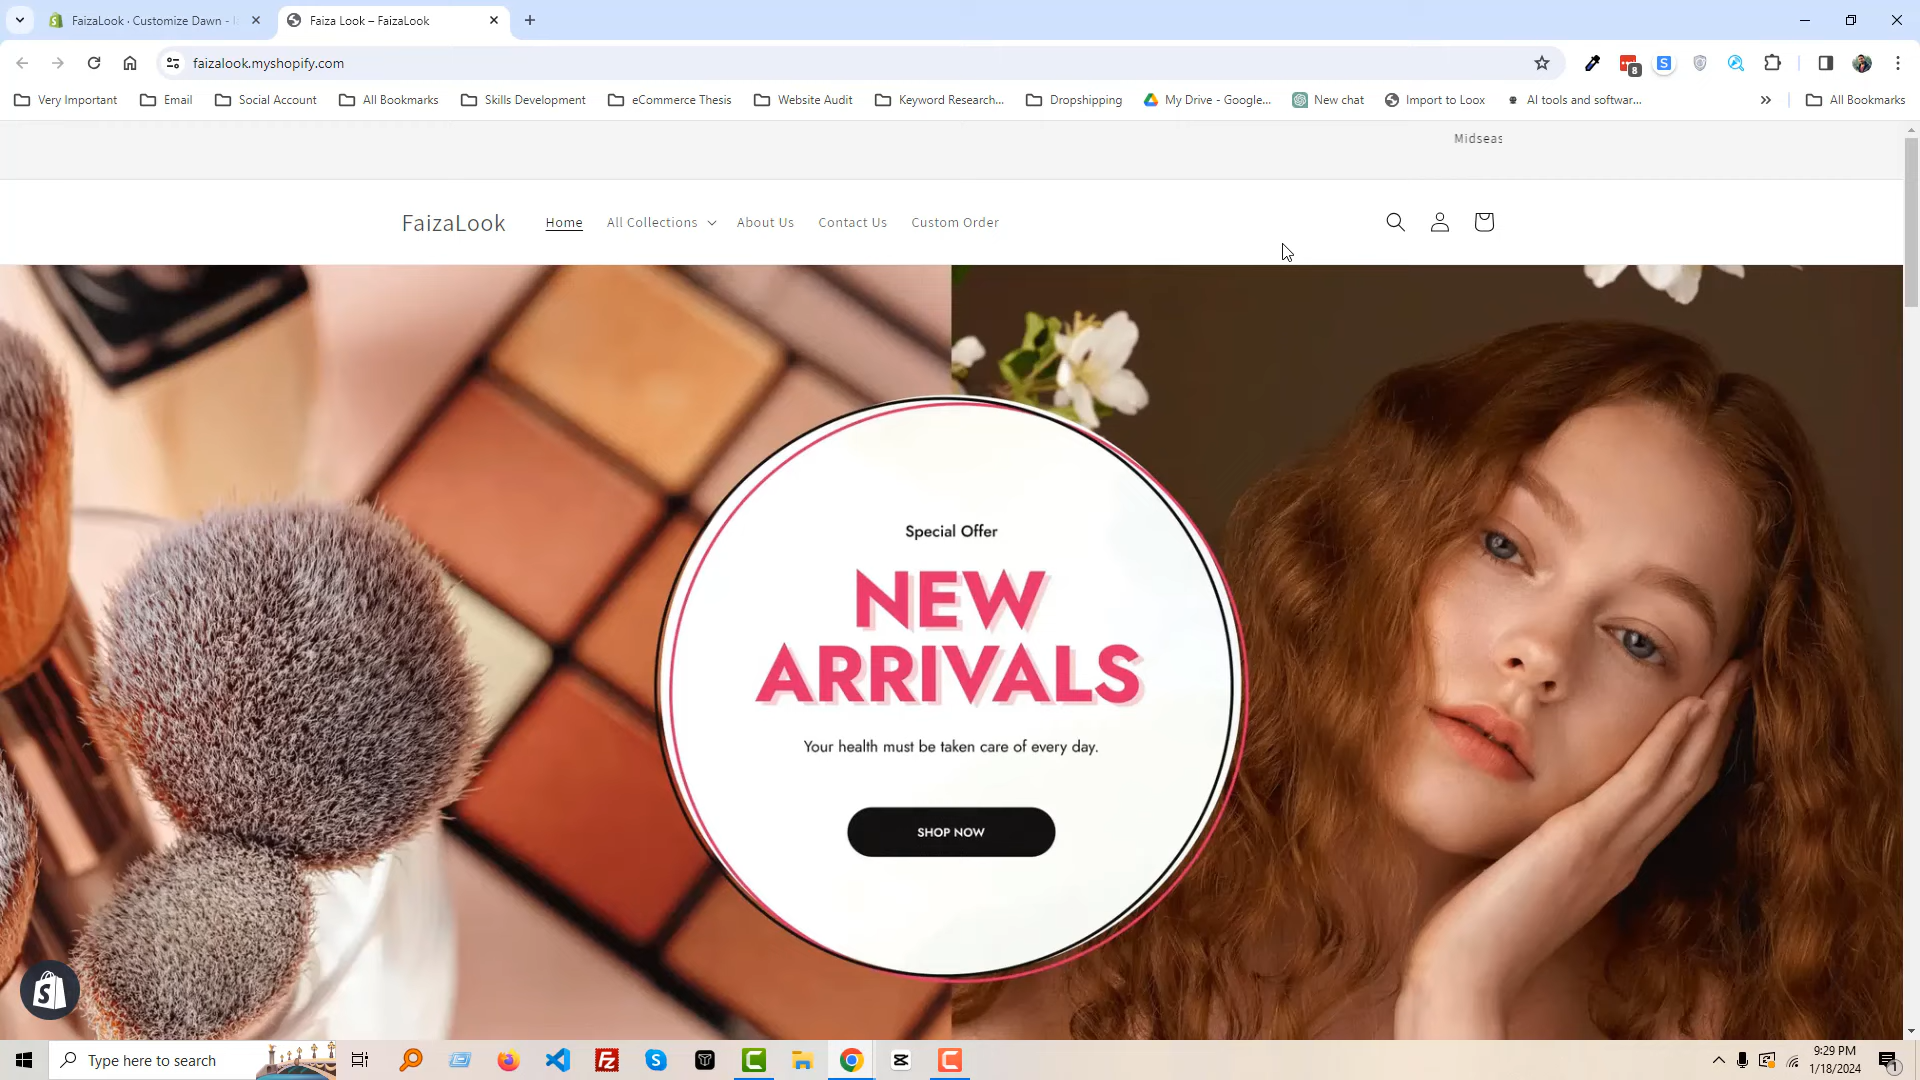 FaizaLook · Customize Dawn -
Faiza Look – FaizaLook
faizalook.myshopify.com
8
Very Important
Email
Social Account
All Bookmarks
Skills Development
eCommerce Thesis
Website Audit
Keyword Research...
Dropshipping
My Drive - Google...
New chat
Import to Loox
AI tools and softwar...
All Bookmarks
Midseas
FaizaLook
Home
All Collections
About Us
Contact Us
Custom Order
Special Offer
NEW
ARRIVALS
Your health must be taken care of every day.
SHOP NOW
Type here to search
9:29 PM
1/18/2024
1